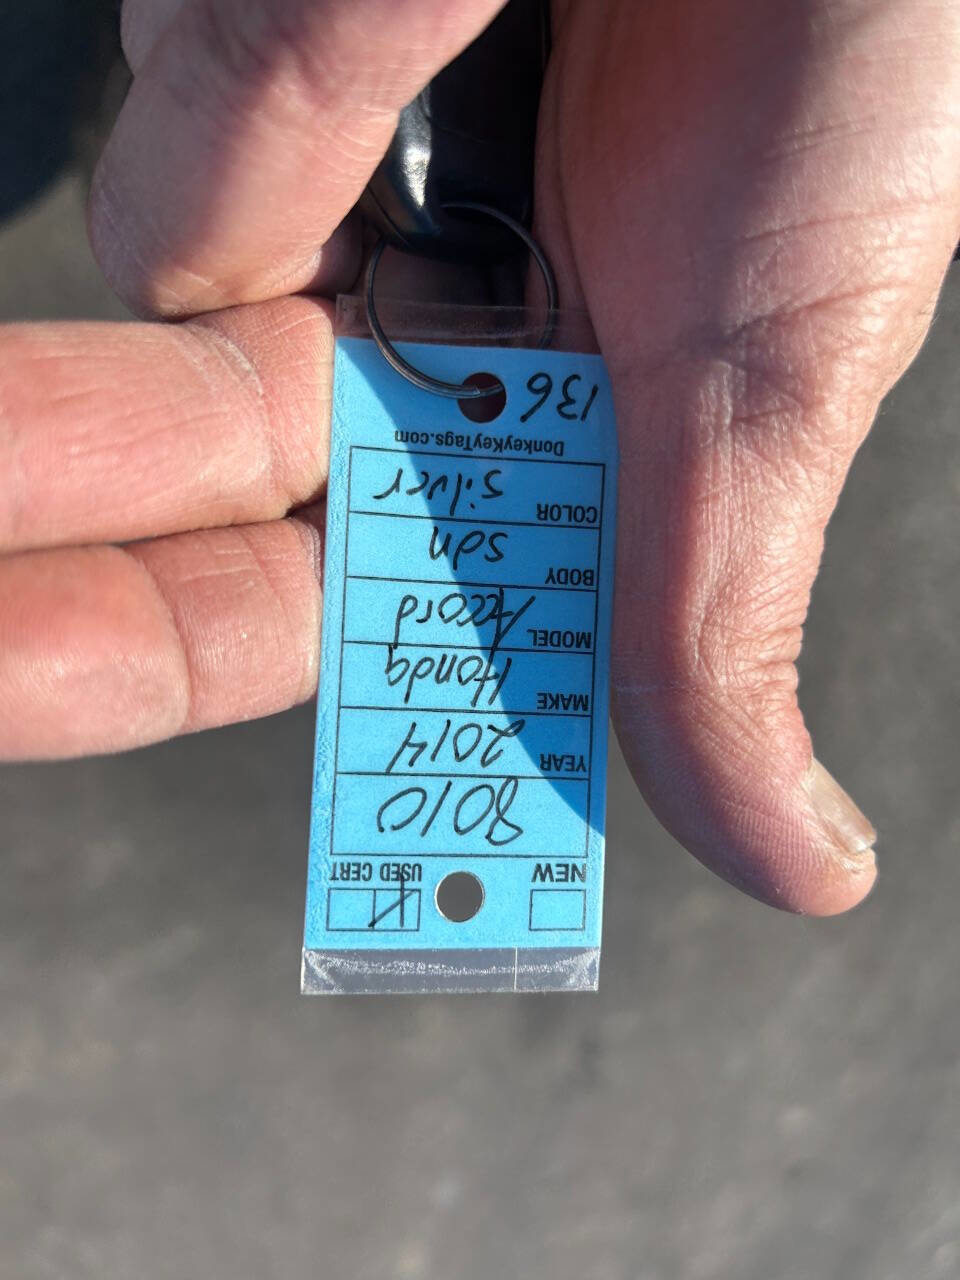 NEW USED CERT
8010
YEAR 2014
MAKE Honda
MODEL Accord
BODY sdn
COLOR silver
DonkeyKeyTags.com
136